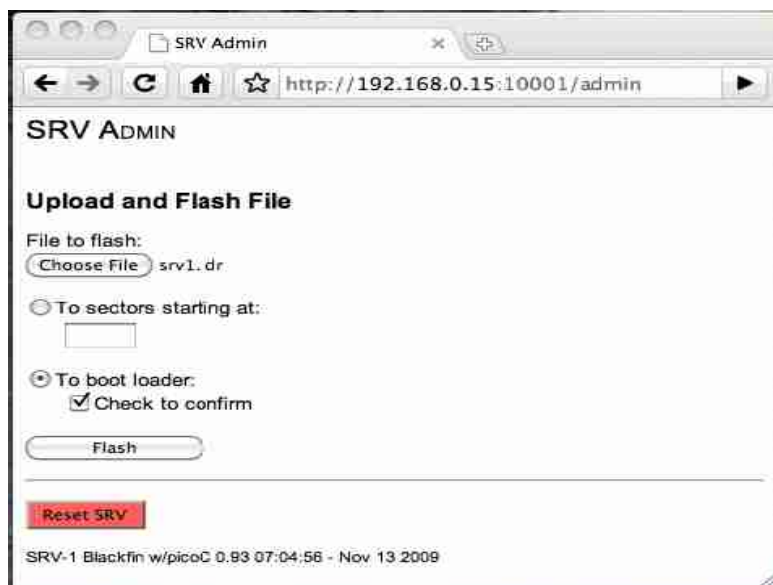 SRV Admin
http://192.168.0.15:10001/admin
SRV ADMIN
Upload and Flash File
File to flash:
Choose File srv1.dr
To sectors starting at:
To boot loader:
Check to confirm
Flash
Reset SRV
SRV-1 Blackfin w/picoC 0.93 07:04:56 - Nov 13 2009